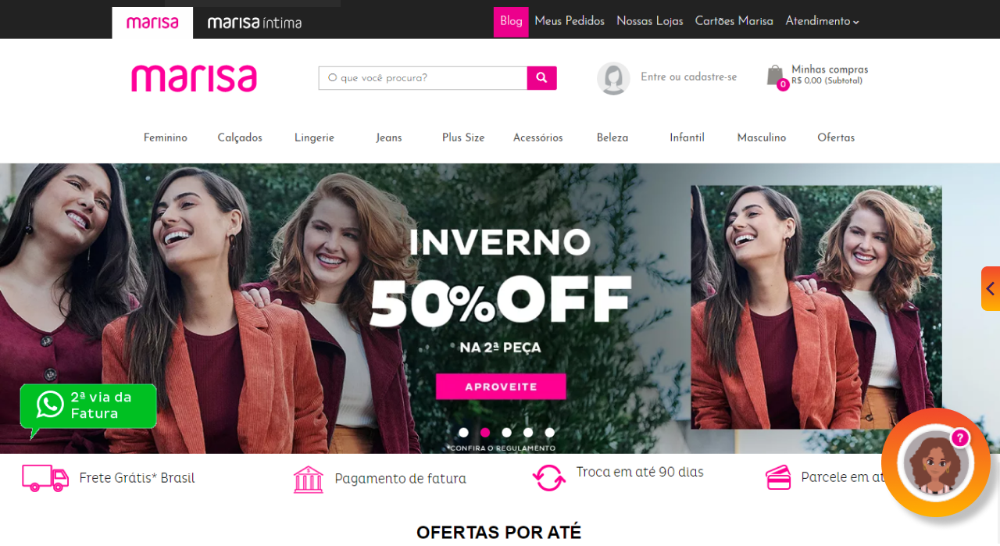 marisa
marisa íntima
Blog
Meus Pedidos
Nossas Lojas
Cartões Marisa
Atendimento
marisa
O que você procura?
Entre ou cadastre-se
0
Minhas compras
R$ 0,00 (Subtotal)
Feminino
Calçados
Lingerie
Jeans
Plus Size
Acessórios
Beleza
Infantil
Masculino
Ofertas
INVERNO
50%OFF
NA 2ª PEÇA
APROVEITE
*CONFIRA O REGULAMENTO
2ª via da
Fatura
Frete Grátis* Brasil
Pagamento de fatura
Troca em até 90 dias
Parcele em at
?
OFERTAS POR ATÉ